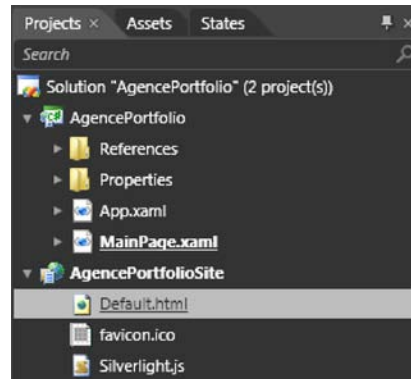 Projects × Assets States
Search
Solution "AgencePortfolio" (2 project(s))
AgencePortfolio
References
Properties
App.xaml
MainPage.xaml
AgencePortfolioSite
Default.html
favicon.ico
Silverlight.js